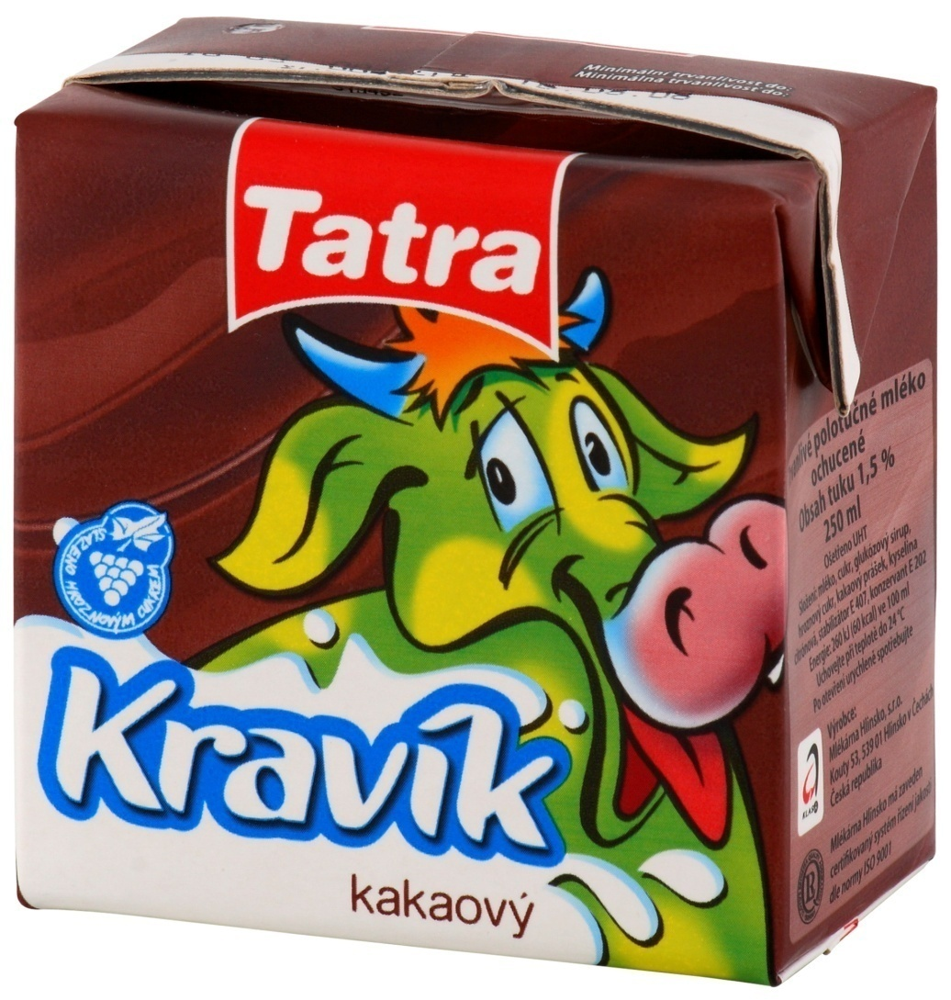 Minimální trvanlivost do:
Minimálna trvanlivosť do:
Tatra
SLAZENO HROZNOVÝM CUKREM
Kravík
kakaový
polotučné mléko
ochucené
Obsah tuku 1,5 %
250 ml
Ošetřeno UHT
Složení: mléko, cukr, glukózový sirup,
hroznový cukr, kakaový prášek, kyselina
citronová, stabilizátor E 407, konzervant E 202
Energie: 260 kJ (60 kcal) ve 100 ml
Uchovejte při teplotě do 24 °C
Po otevření urychleně spotřebujte
Výrobce:
Mlékárna Hlinsko, s.r.o.
Kouty 53, 539 01 Hlinsko v Čechách
Česká republika
KLASA
Mlékárna Hlinsko má zaveden
certifikovaný systém řízení jakosti
dle normy ISO 9001
R